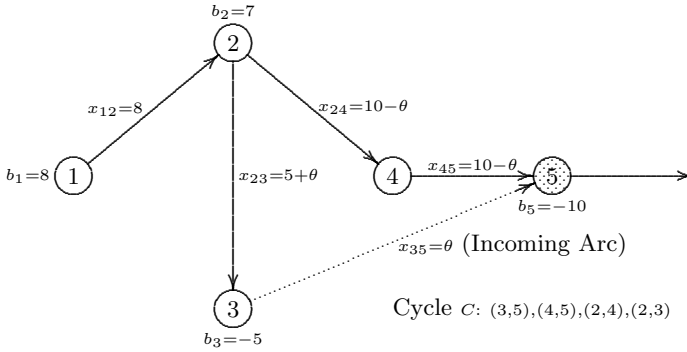 b₂=7
2
x₁₂=8
x₂₄=10−θ
b₁=8
1
x₂₃=5+θ
4
x₄₅=10−θ
5
b₅=−10
x₃₅=θ (Incoming Arc)
3
b₃=−5
Cycle C: (3,5),(4,5),(2,4),(2,3)